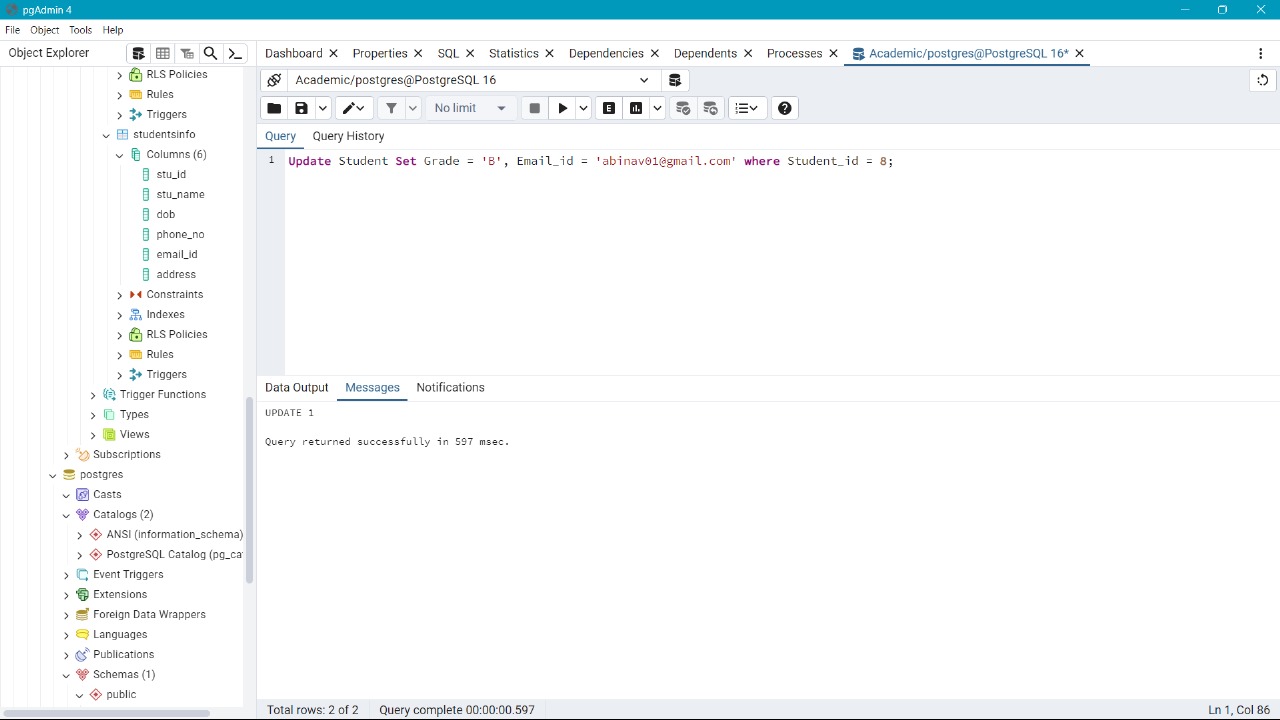 pgAdmin 4
File Object Tools Help
Object Explorer
Dashboard Properties SQL Statistics Dependencies Dependents Processes Academic/postgres@PostgreSQL 16*
Academic/postgres@PostgreSQL 16
No limit
E
Query Query History
1 Update Student Set Grade = 'B', Email_id = 'abinav01@gmail.com' where Student_id = 8;
RLS Policies
Rules
Triggers
studentsinfo
Columns (6)
stu_id
stu_name
dob
phone_no
email_id
address
Constraints
Indexes
RLS Policies
Rules
Triggers
Trigger Functions
Types
Views
Subscriptions
postgres
Casts
Catalogs (2)
ANSI (information_schema)
PostgreSQL Catalog (pg_ca
Event Triggers
Extensions
Foreign Data Wrappers
Languages
Publications
Schemas (1)
public
Data Output Messages Notifications
UPDATE 1
Query returned successfully in 597 msec.
Total rows: 2 of 2 Query complete 00:00:00.597 Ln 1, Col 86